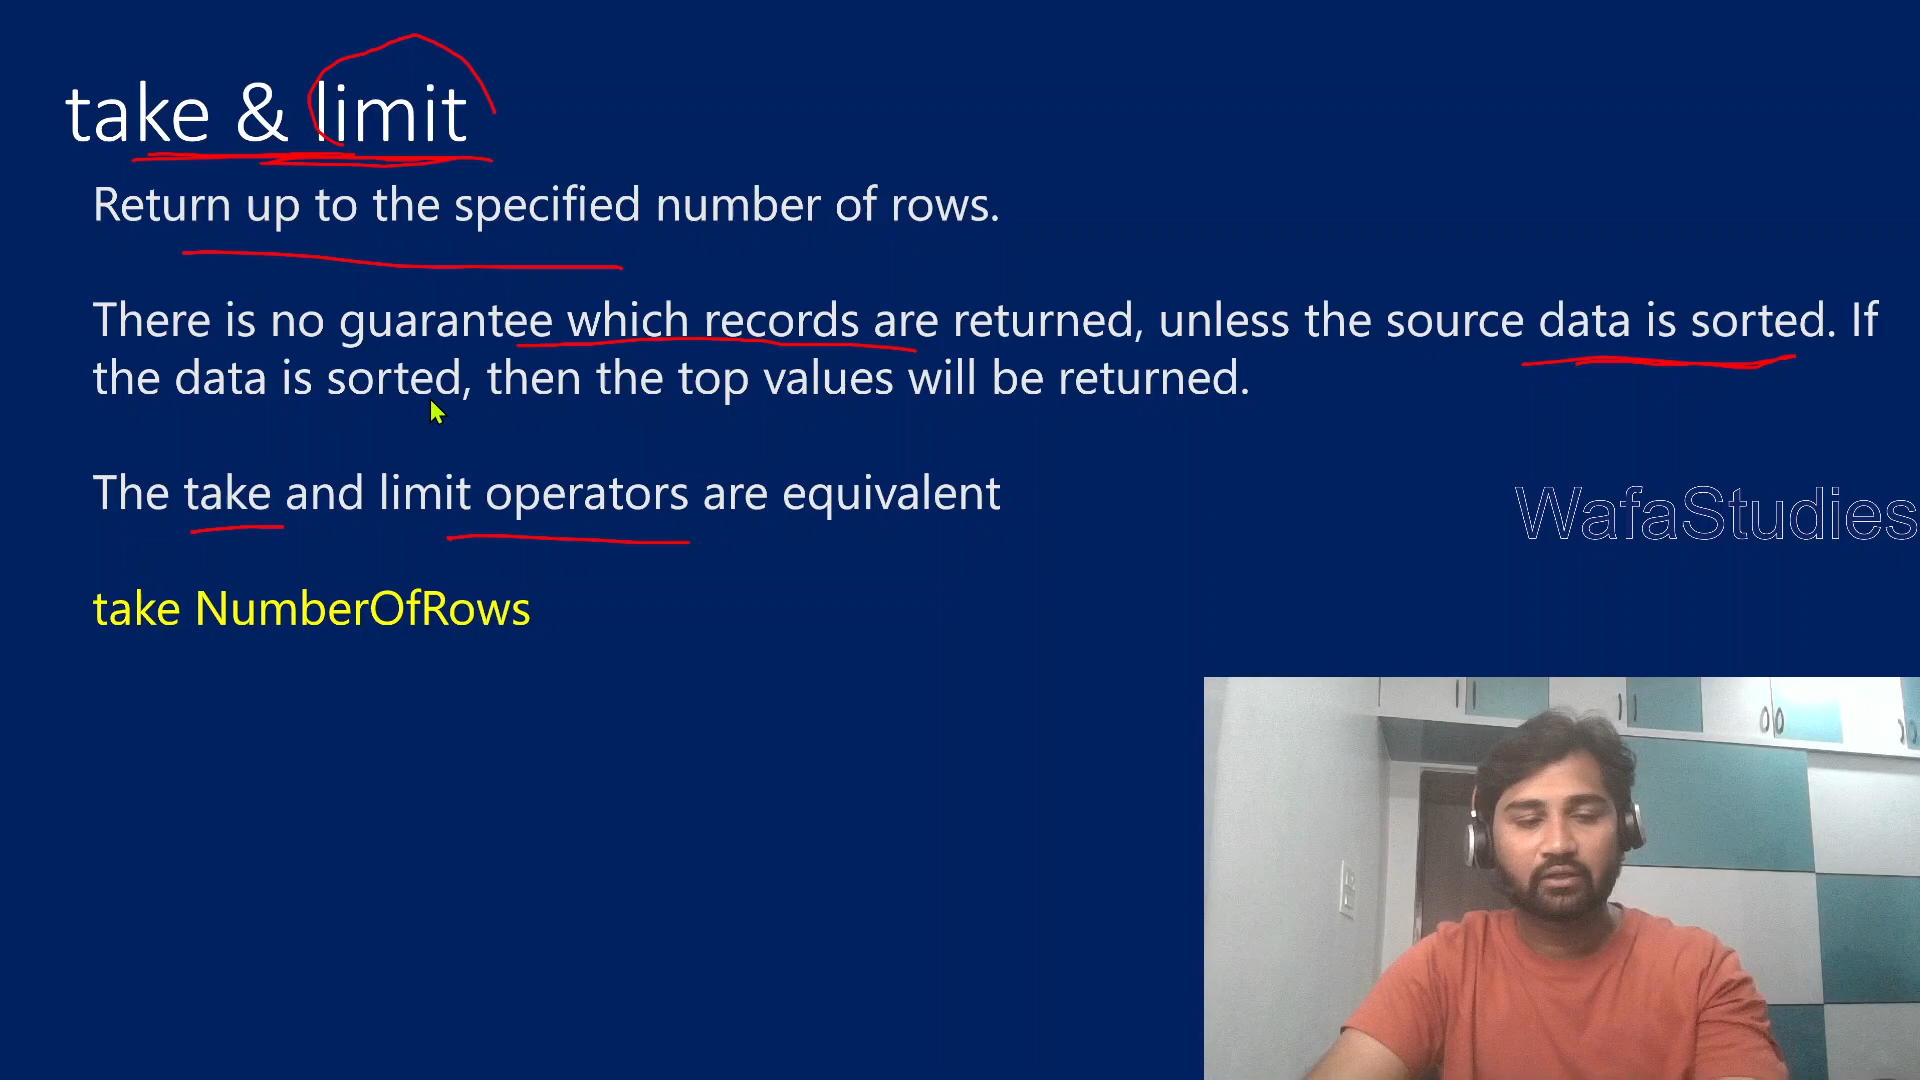 take & limit
Return up to the specified number of rows.
There is no guarantee which records are returned, unless the source data is sorted. If
the data is sorted, then the top values will be returned.
The take and limit operators are equivalent
WafaStudies
take NumberOfRows